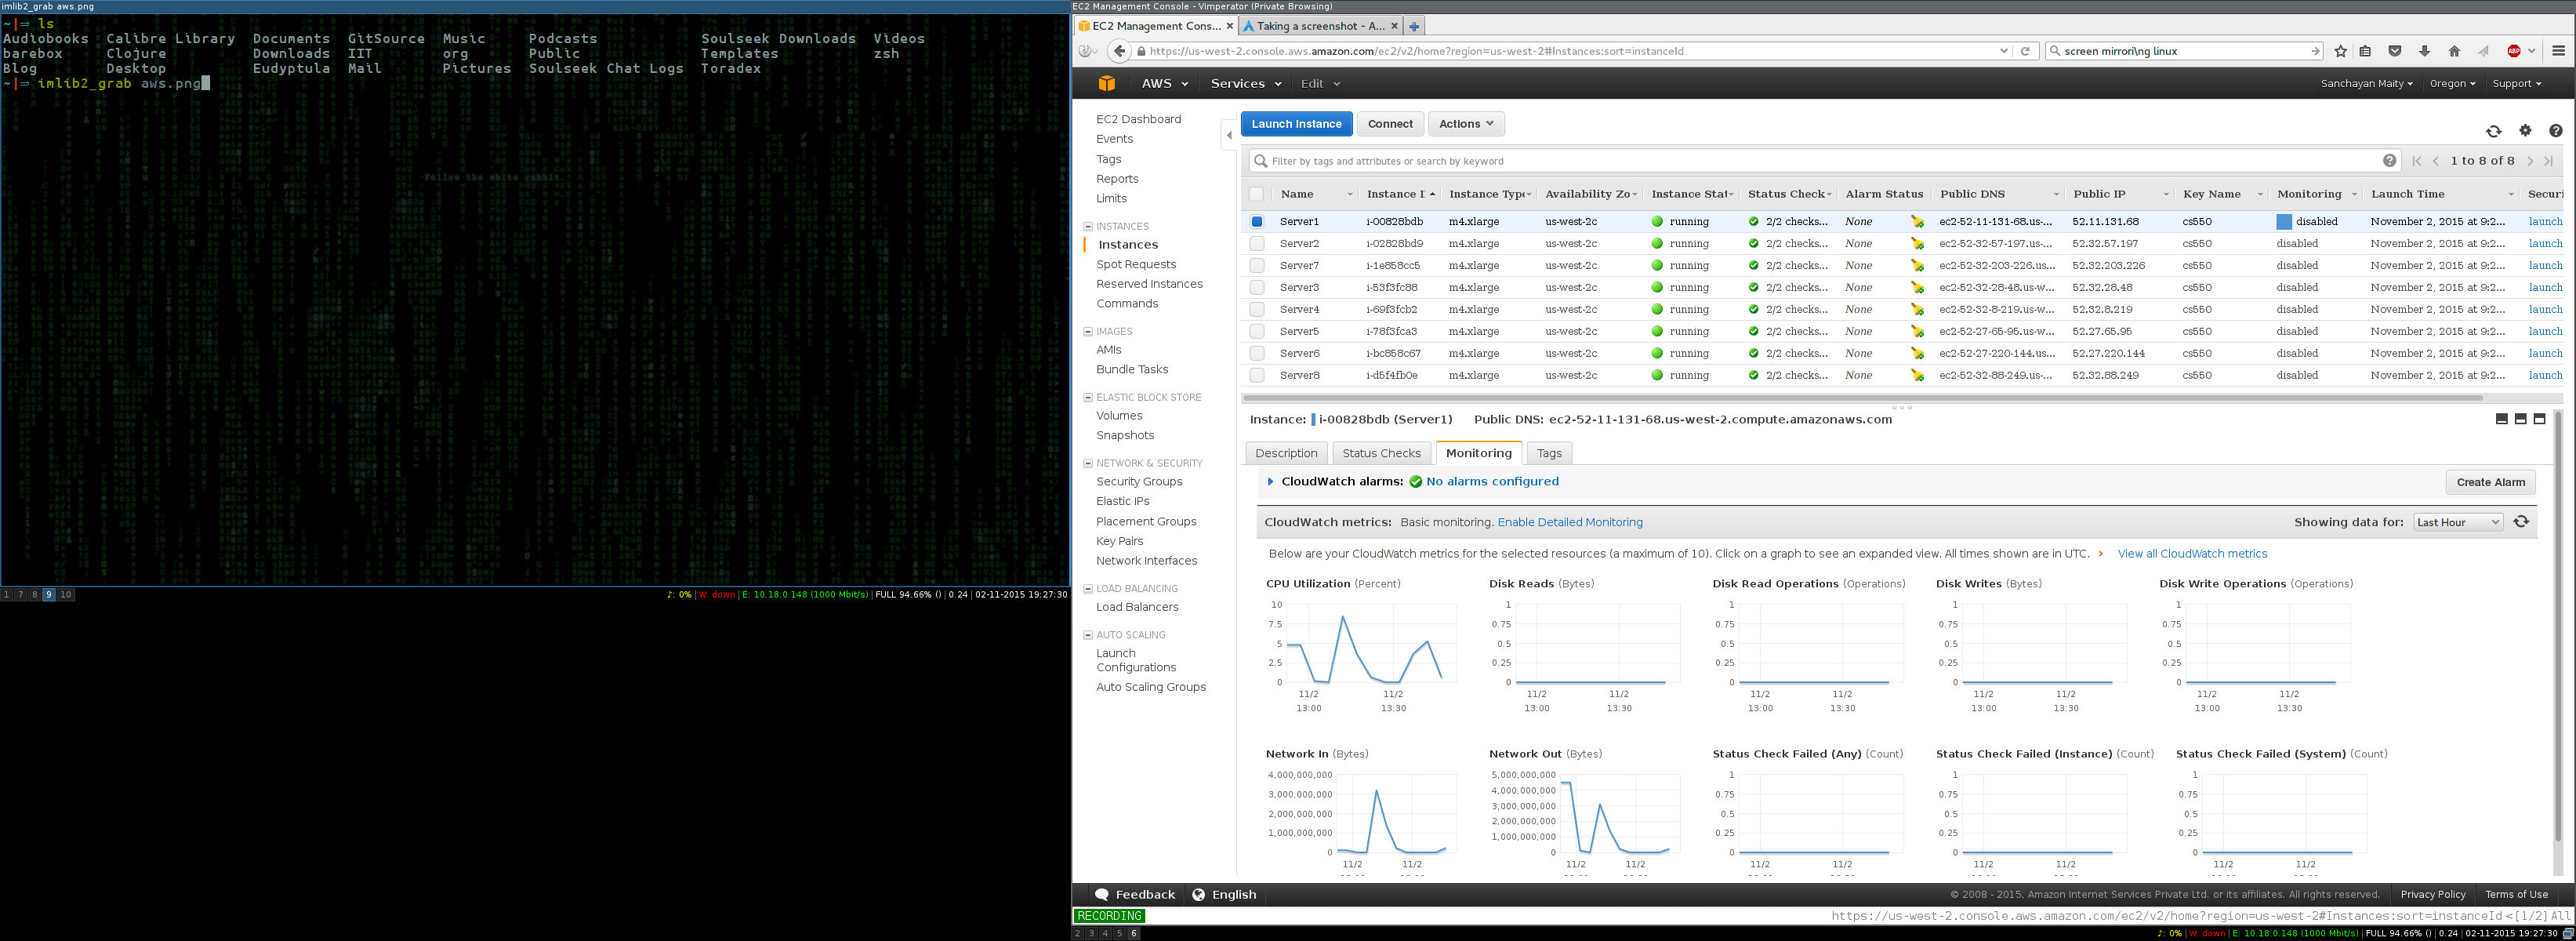 imlib2_grab aws.png
~|⇒ ls
Audiobooks Calibre Library Documents GitSource Music Podcasts Soulseek Downloads Videos
barebox Clojure Downloads IIT org Public Templates zsh
Blog Desktop Eudyptula Mail Pictures Soulseek Chat Logs Toradex
~|⇒ imlib2_grab aws.png
1 7 8 9 10
♪: 0% | W: down | E: 10.18.0.148 (1000 Mbit/s) | FULL 94.66% () | 0.24 | 02-11-2015 19:27:30
EC2 Management Console - Vimperator (Private Browsing)
EC2 Management Cons... Taking a screenshot - A...
https://us-west-2.console.aws.amazon.com/ec2/v2/home?region=us-west-2#Instances:sort=instanceId
screen mirrori\ng linux
ABP
AWS Services Edit Sanchayan Maity Oregon Support
EC2 Dashboard
Events
Tags
Reports
Limits
INSTANCES
Instances
Spot Requests
Reserved Instances
Commands
IMAGES
AMIs
Bundle Tasks
ELASTIC BLOCK STORE
Volumes
Snapshots
NETWORK & SECURITY
Security Groups
Elastic IPs
Placement Groups
Key Pairs
Network Interfaces
LOAD BALANCING
Load Balancers
AUTO SCALING
Launch
Configurations
Auto Scaling Groups
Launch Instance Connect Actions
Filter by tags and attributes or search by keyword
1 to 8 of 8
Name Instance I Instance Type Availability Zo Instance Stat Status Check Alarm Status Public DNS Public IP Key Name Monitoring Launch Time Securi
Server1 i-00828bdb m4.xlarge us-west-2c running 2/2 checks... None ec2-52-11-131-68.us-... 52.11.131.68 cs550 disabled November 2, 2015 at 9:2... launch
Server2 i-02828bd9 m4.xlarge us-west-2c running 2/2 checks... None ec2-52-32-57-197.us-... 52.32.57.197 cs550 disabled November 2, 2015 at 9:2... launch
Server7 i-1e858cc5 m4.xlarge us-west-2c running 2/2 checks... None ec2-52-32-203-226.us... 52.32.203.226 cs550 disabled November 2, 2015 at 9:2... launch
Server3 i-53f3fc88 m4.xlarge us-west-2c running 2/2 checks... None ec2-52-32-28-48.us-w... 52.32.28.48 cs550 disabled November 2, 2015 at 9:2... launch
Server4 i-69f3fcb2 m4.xlarge us-west-2c running 2/2 checks... None ec2-52-32-8-219.us-w... 52.32.8.219 cs550 disabled November 2, 2015 at 9:2... launch
Server5 i-78f3fca3 m4.xlarge us-west-2c running 2/2 checks... None ec2-52-27-65-95.us-w... 52.27.65.95 cs550 disabled November 2, 2015 at 9:2... launch
Server6 i-bc858c67 m4.xlarge us-west-2c running 2/2 checks... None ec2-52-27-220-144.us... 52.27.220.144 cs550 disabled November 2, 2015 at 9:2... launch
Server8 i-d5f4fb0e m4.xlarge us-west-2c running 2/2 checks... None ec2-52-32-88-249.us-... 52.32.88.249 cs550 disabled November 2, 2015 at 9:2... launch
Instance: i-00828bdb (Server1) Public DNS: ec2-52-11-131-68.us-west-2.compute.amazonaws.com
Description Status Checks Monitoring Tags
CloudWatch alarms: No alarms configured Create Alarm
CloudWatch metrics: Basic monitoring. Enable Detailed Monitoring Showing data for: Last Hour
Below are your CloudWatch metrics for the selected resources (a maximum of 10). Click on a graph to see an expanded view. All times shown are in UTC. › View all CloudWatch metrics
CPU Utilization (Percent)
10
7.5
5
2.5
0
11/2 11/2
13:00 13:30
Disk Reads (Bytes)
1
0.75
0.5
0.25
0
11/2 11/2
13:00 13:30
Disk Read Operations (Operations)
1
0.75
0.5
0.25
0
11/2 11/2
13:00 13:30
Disk Writes (Bytes)
1
0.75
0.5
0.25
0
11/2 11/2
13:00 13:30
Disk Write Operations (Operations)
1
0.75
0.5
0.25
0
11/2 11/2
13:00 13:30
Network In (Bytes)
4,000,000,000
3,000,000,000
2,000,000,000
1,000,000,000
0
11/2 11/2
Network Out (Bytes)
5,000,000,000
4,000,000,000
3,000,000,000
2,000,000,000
1,000,000,000
0
11/2 11/2
Status Check Failed (Any) (Count)
1
0.75
0.5
0.25
0
11/2 11/2
Status Check Failed (Instance) (Count)
1
0.75
0.5
0.25
0
11/2 11/2
Status Check Failed (System) (Count)
1
0.75
0.5
0.25
0
11/2 11/2
Feedback English © 2008 - 2015, Amazon Internet Services Private Ltd. or its affiliates. All rights reserved. Privacy Policy Terms of Use
RECORDING https://us-west-2.console.aws.amazon.com/ec2/v2/home?region=us-west-2#Instances:sort=instanceId <[1/2] All
2 3 4 5 6
♪: 0% | W: down | E: 10.18.0.148 (1000 Mbit/s) | FULL 94.66% () | 0.24 | 02-11-2015 19:27:30